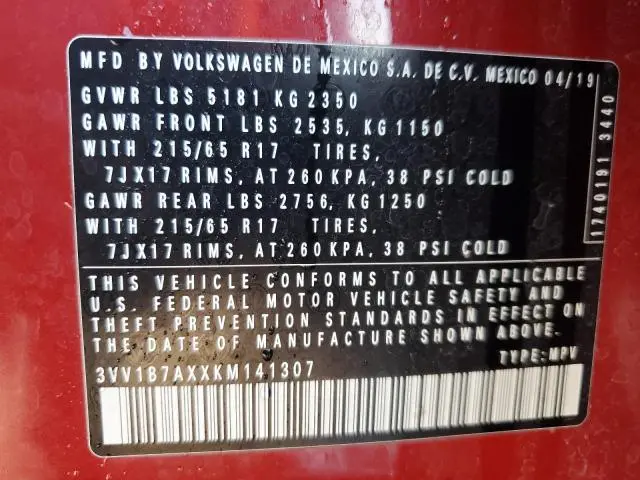 MFD BY VOLKSWAGEN DE MEXICO S.A. DE C.V. MEXICO 04/19
GVWR LBS 5181 KG 2350
GAWR FRONT LBS 2535, KG 1150
WITH 215/65 R17 TIRES,
7JX17 RIMS, AT 260 KPA, 38 PSI COLD
GAWR REAR LBS 2756, KG 1250
WITH 215/65 R17 TIRES,
7JX17 RIMS, AT 260 KPA, 38 PSI COLD
1740191 3440
THIS VEHICLE CONFORMS TO ALL APPLICABLE
U.S. FEDERAL MOTOR VEHICLE SAFETY AND
THEFT PREVENTION STANDARDS IN EFFECT ON
THE DATE OF MANUFACTURE SHOWN ABOVE.
3VV1B7AXXKM141307 TYPE: MPV